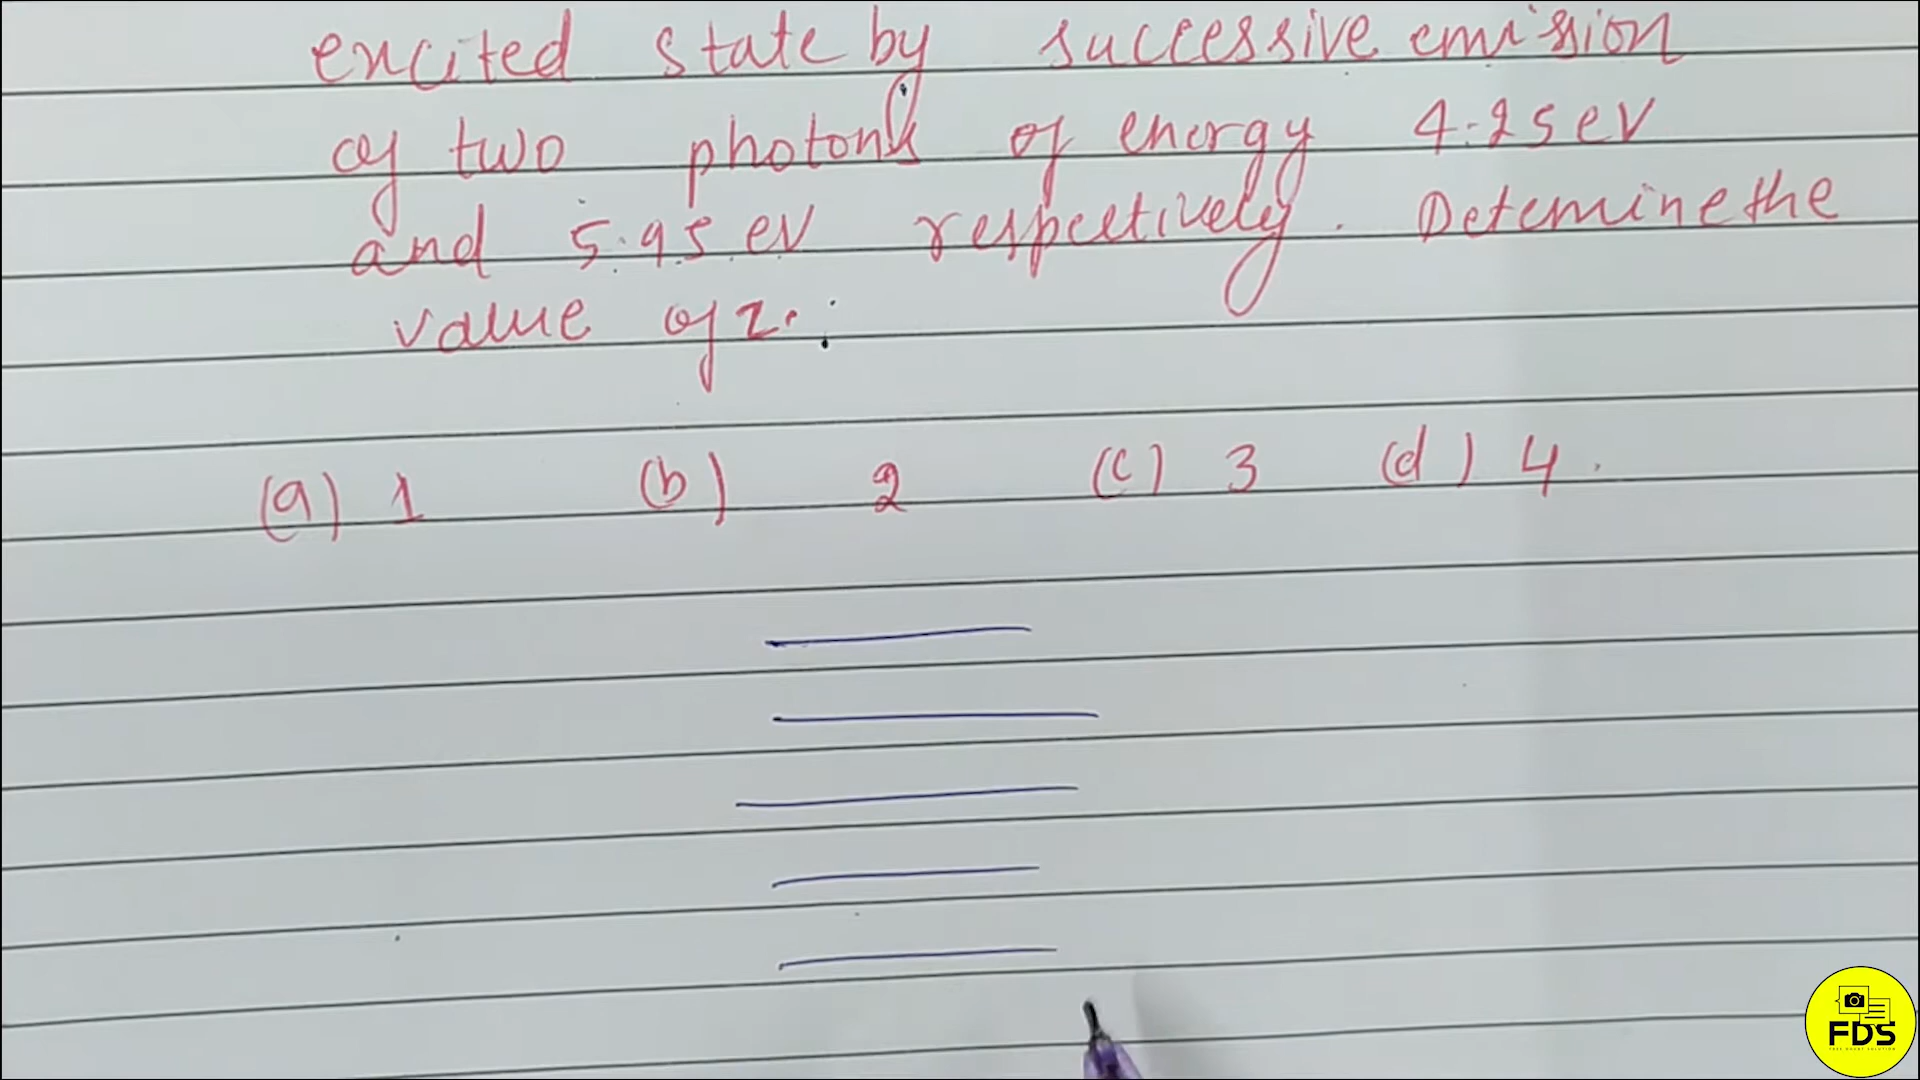 excited state by successive emission
of two photons of energy 4.25 eV
and 5.95 eV respectively. Detemine the
value of z.
(a) 1 (b) 2 (c) 3 (d) 4.
FDS